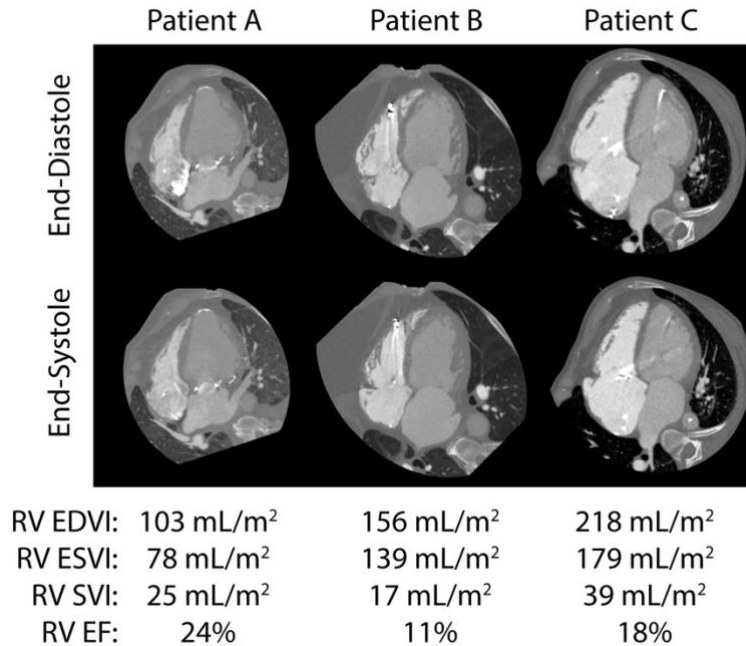 Patient A Patient B Patient C
End-Diastole
End-Systole
RV EDVI: 103 mL/m² 156 mL/m² 218 mL/m²
RV ESVI: 78 mL/m² 139 mL/m² 179 mL/m²
RV SVI: 25 mL/m² 17 mL/m² 39 mL/m²
RV EF: 24% 11% 18%